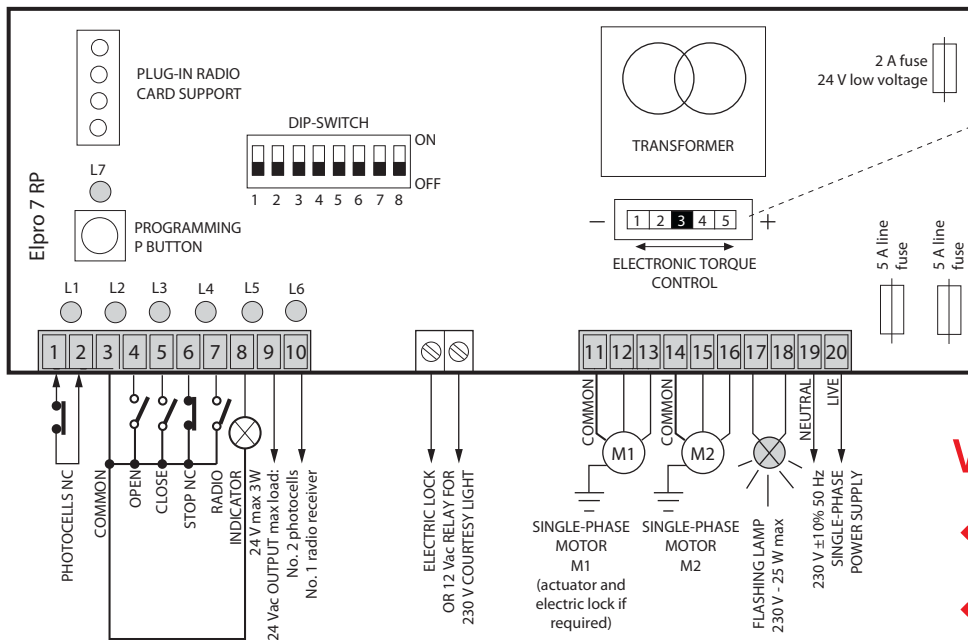 PLUG-IN RADIO
CARD SUPPORT
DIP-SWITCH
ON
OFF
1 2 3 4 5 6 7 8
TRANSFORMER
2 A fuse
24 V low voltage
Elpro 7 RP
L7
PROGRAMMING
P BUTTON
− 1 2 3 4 5 +
ELECTRONIC TORQUE
CONTROL
5 A line
fuse
5 A line
fuse
L1 L2 L3 L4 L5 L6
1 2 3 4 5 6 7 8 9 10
11 12 13 14 15 16 17 18 19 20
PHOTOCELLS NC
COMMON
OPEN
CLOSE
STOP NC
RADIO
INDICATOR
24 V max 3W
24 Vac OUTPUT max load:
No. 2 photocells
No. 1 radio receiver
ELECTRIC LOCK
OR 12 Vac RELAY FOR
230 V COURTESY LIGHT
COMMON
M1
SINGLE-PHASE
MOTOR
M1
(actuator and
electric lock if
required)
COMMON
M2
SINGLE-PHASE
MOTOR
M2
FLASHING LAMP
230 V - 25 W max
NEUTRAL
230 V ±10% 50 Hz
LIVE
SINGLE-PHASE
POWER SUPPLY